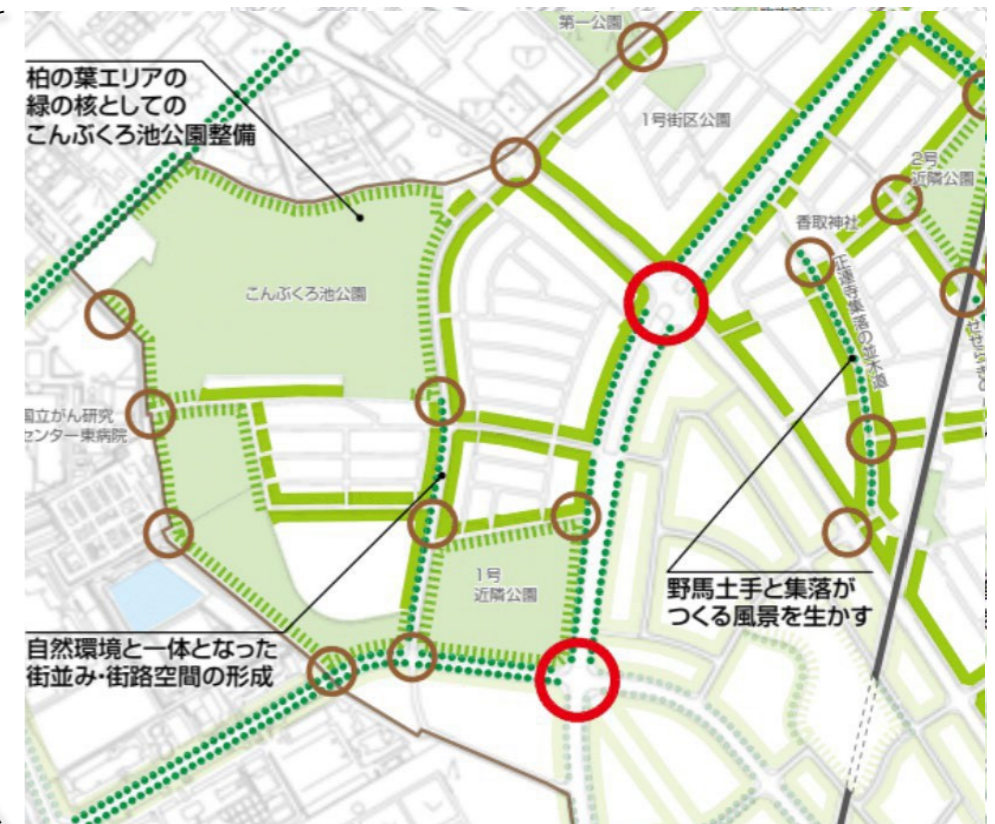 第一公園
柏の葉エリアの
緑の核としての
こんぶくろ池公園整備
1号街区公園
2号
近隣公園
香取神社
正連寺集落の並木道
こんぶくろ池公園
国立がん研究
センター東病院
1号
近隣公園
野馬土手と集落が
つくる風景を生かす
自然環境と一体となった
街並み・街路空間の形成
せせらぎの